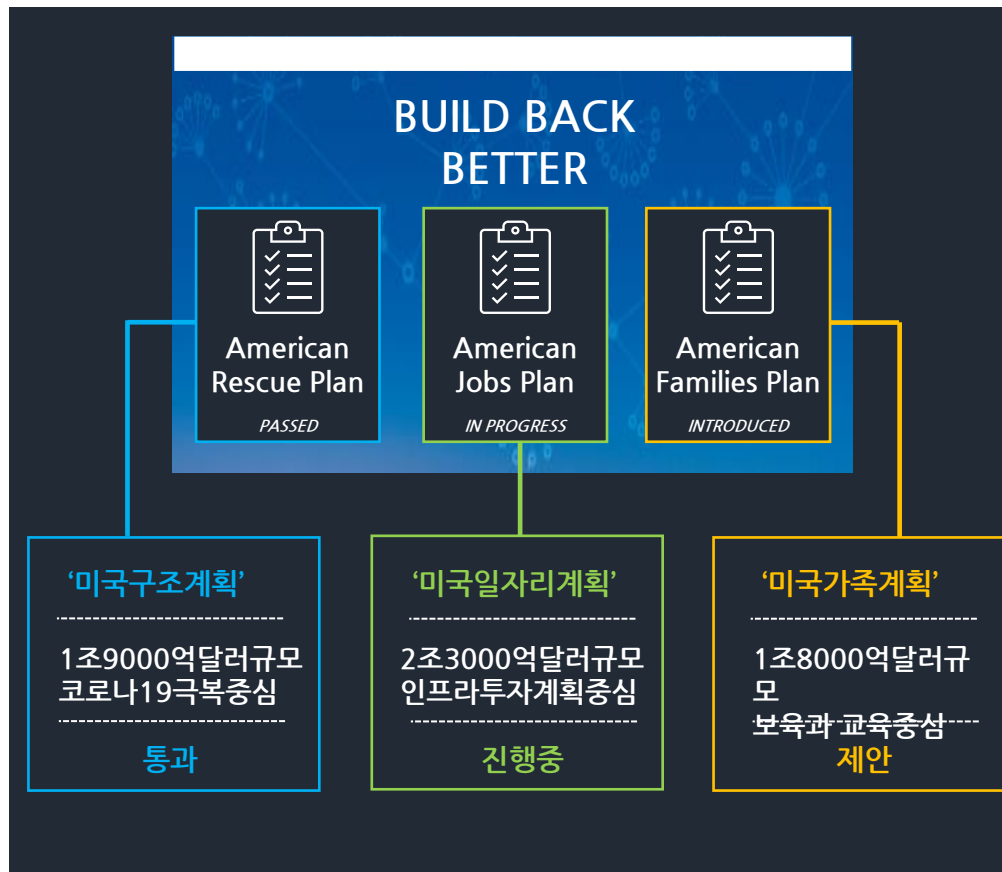 BUILD BACK
BETTER
American
Rescue Plan
PASSED
American
Jobs Plan
IN PROGRESS
American
Families Plan
INTRODUCED
‘미국구조계획’
1조9000억달러규모
코로나19극복중심
통과
‘미국일자리계획’
2조3000억달러규모
인프라투자계획중심
진행중
‘미국가족계획’
1조8000억달러규
모
보육과 교육중심
제안